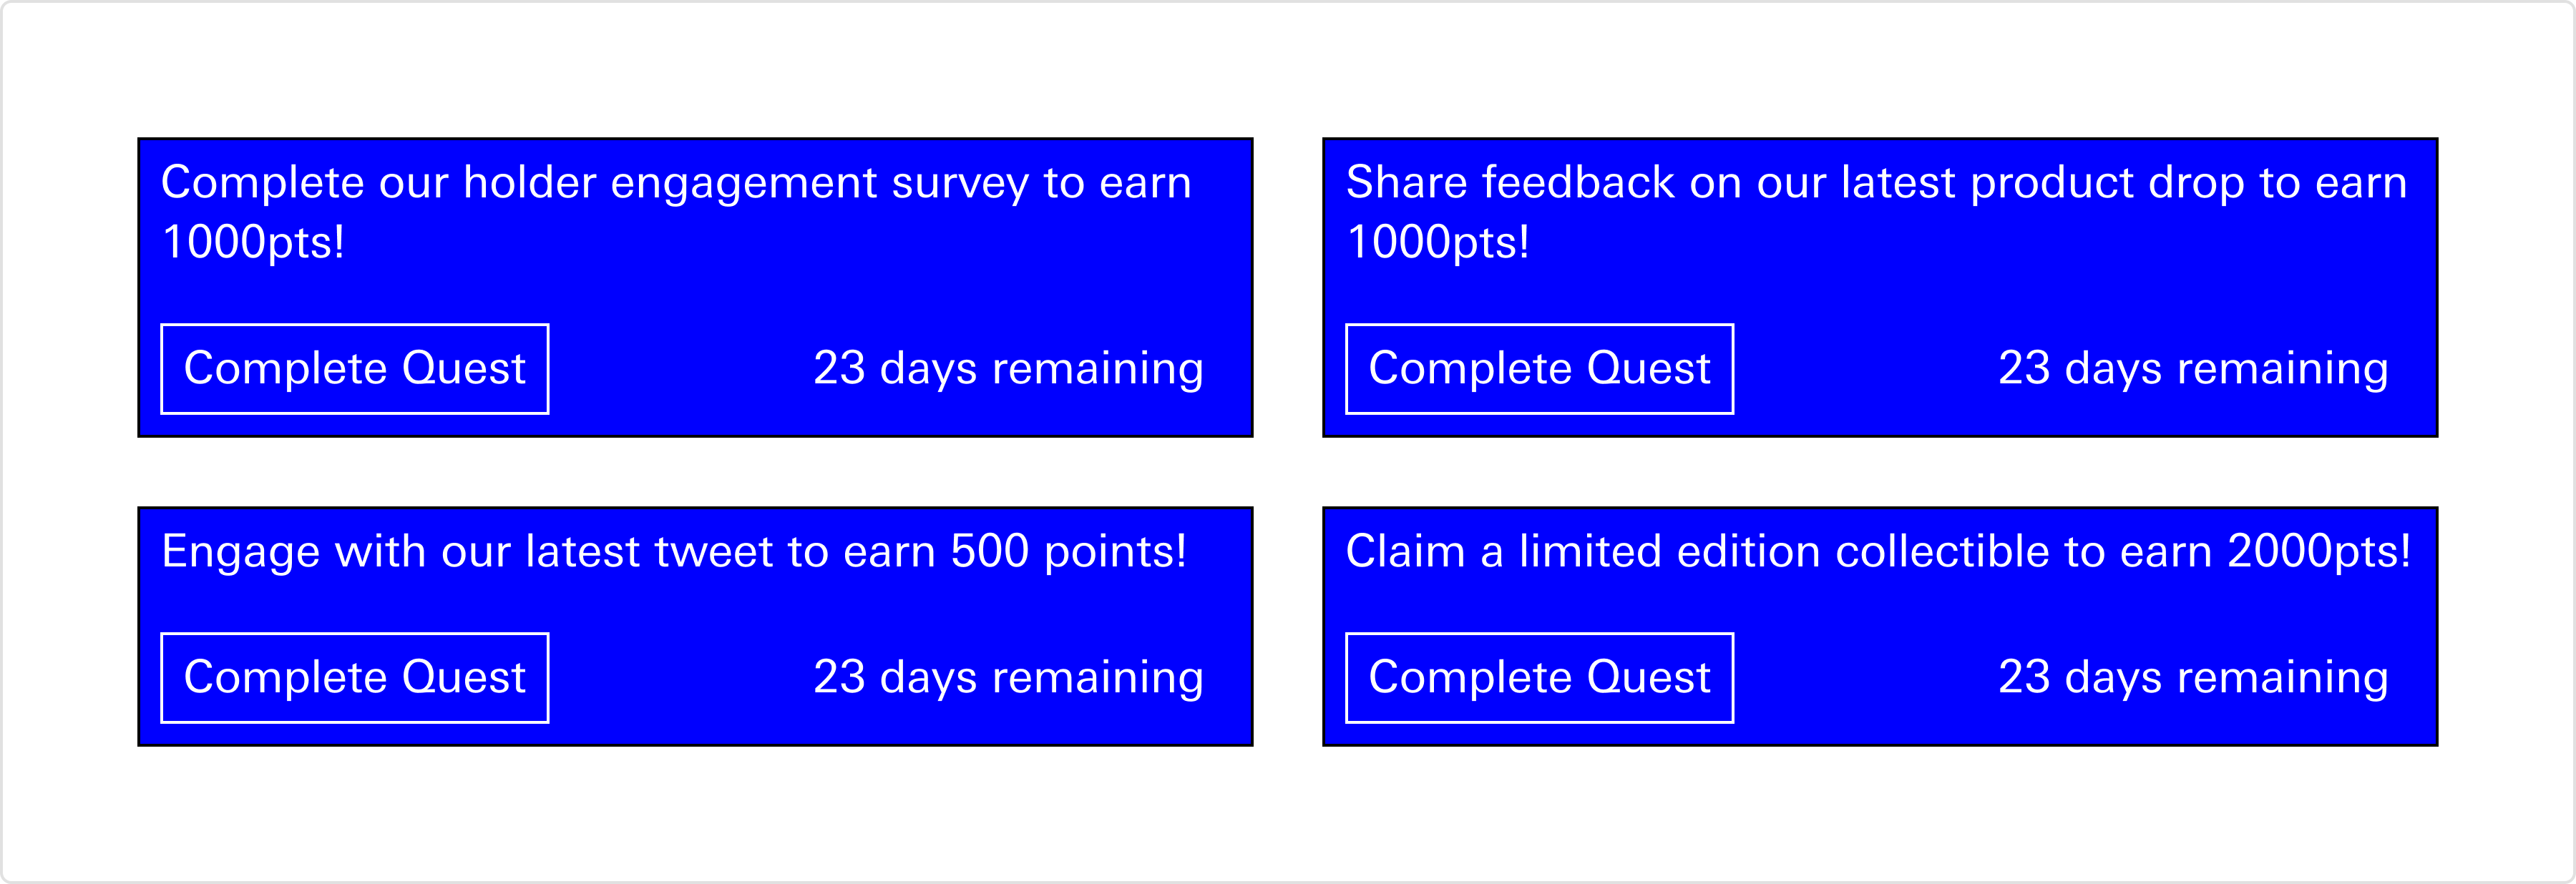 Complete our holder engagement survey to earn
1000pts!
Complete Quest
23 days remaining
Share feedback on our latest product drop to earn
1000pts!
Complete Quest
23 days remaining
Engage with our latest tweet to earn 500 points!
Complete Quest
23 days remaining
Claim a limited edition collectible to earn 2000pts!
Complete Quest
23 days remaining